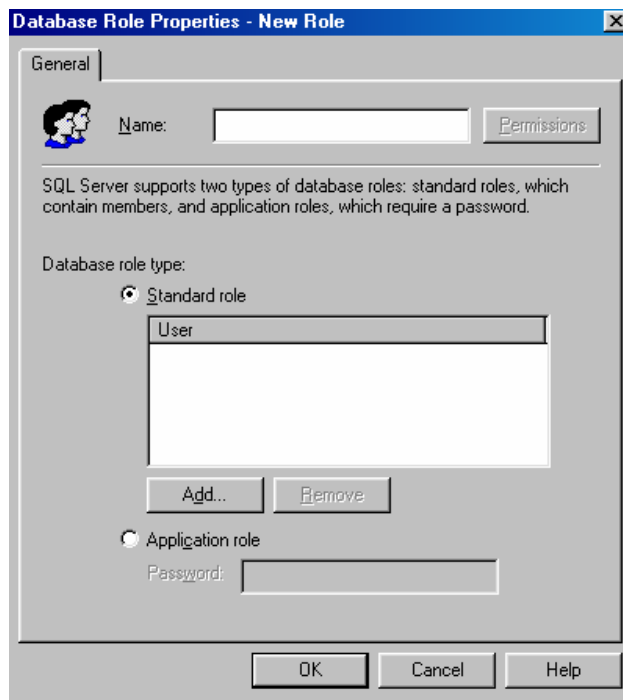 Database Role Properties - New Role
General
Name:
Permissions
SQL Server supports two types of database roles: standard roles, which
contain members, and application roles, which require a password.
Database role type:
Standard role
User
Add...
Remove
Application role
Password:
OK
Cancel
Help